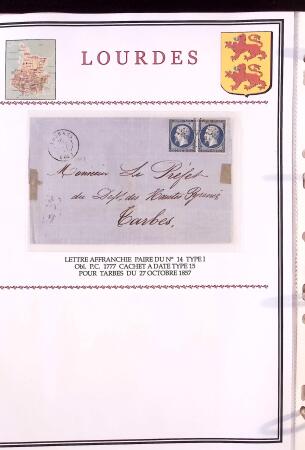 LOURDES
Monsieur Le Préfet
du Dépt. des Hautes Pyrénées
Tarbes.
LETTRE AFFRANCHIE PAIRE DU N° 14 TYPE I
Obl. P.C. 1777 CACHET A DATE TYPE 15
POUR TARBES DU 27 OCTOBRE 1857